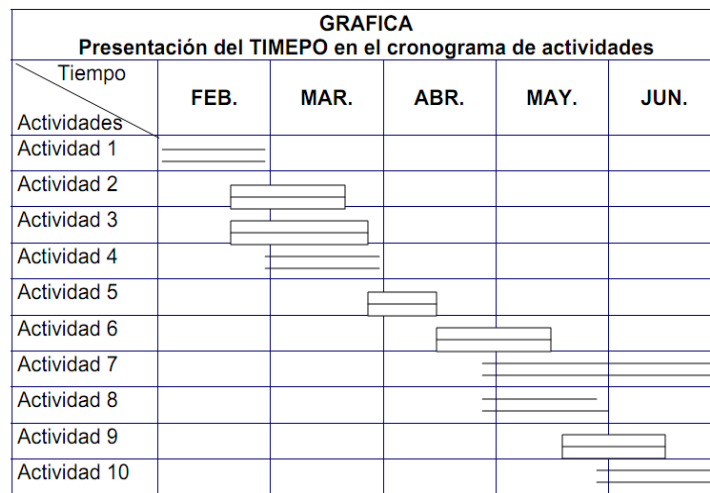 GRAFICA
Presentación del TIMEPO en el cronograma de actividades
Tiempo
Actividades
FEB. MAR. ABR. MAY. JUN.
Actividad 1
Actividad 2
Actividad 3
Actividad 4
Actividad 5
Actividad 6
Actividad 7
Actividad 8
Actividad 9
Actividad 10